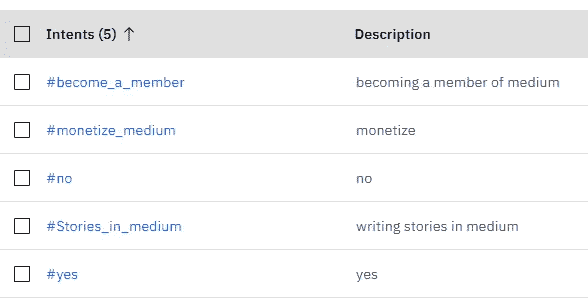 Intents (5) ↑ Description
#become_a_member becoming a member of medium
#monetize_medium monetize
#no no
#Stories_in_medium writing stories in medium
#yes yes